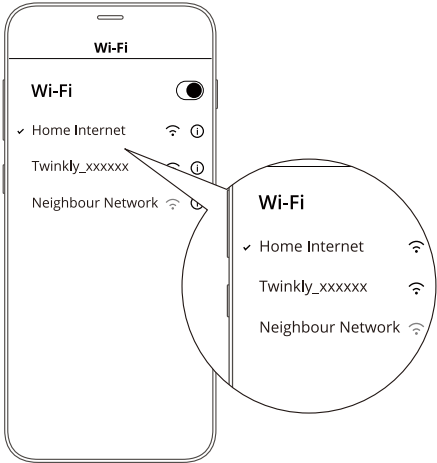 Wi-Fi
Wi-Fi
✓ Home Internet
Twinkly_xxxxxx
Neighbour Network
Wi-Fi
✓ Home Internet
Twinkly_xxxxxx
Neighbour Network